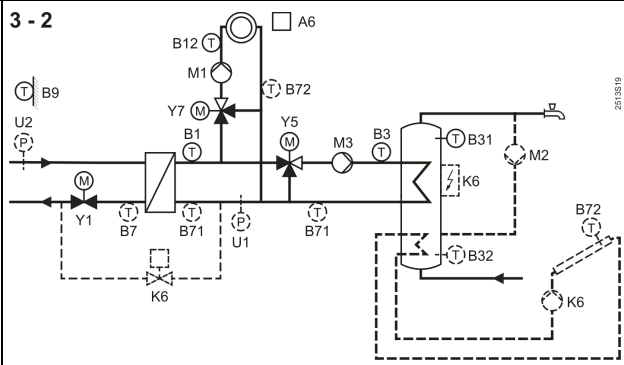 3 - 2
A6
B12
T
M1
T
B72
T
B9
Y7
M
U2
P
B1
T
Y5
M
M3
B3
T
T
B31
M2
K6
2513S19
M
Y1
T
B7
T
B71
P
U1
T
B71
T
B32
B72
T
K6
K6